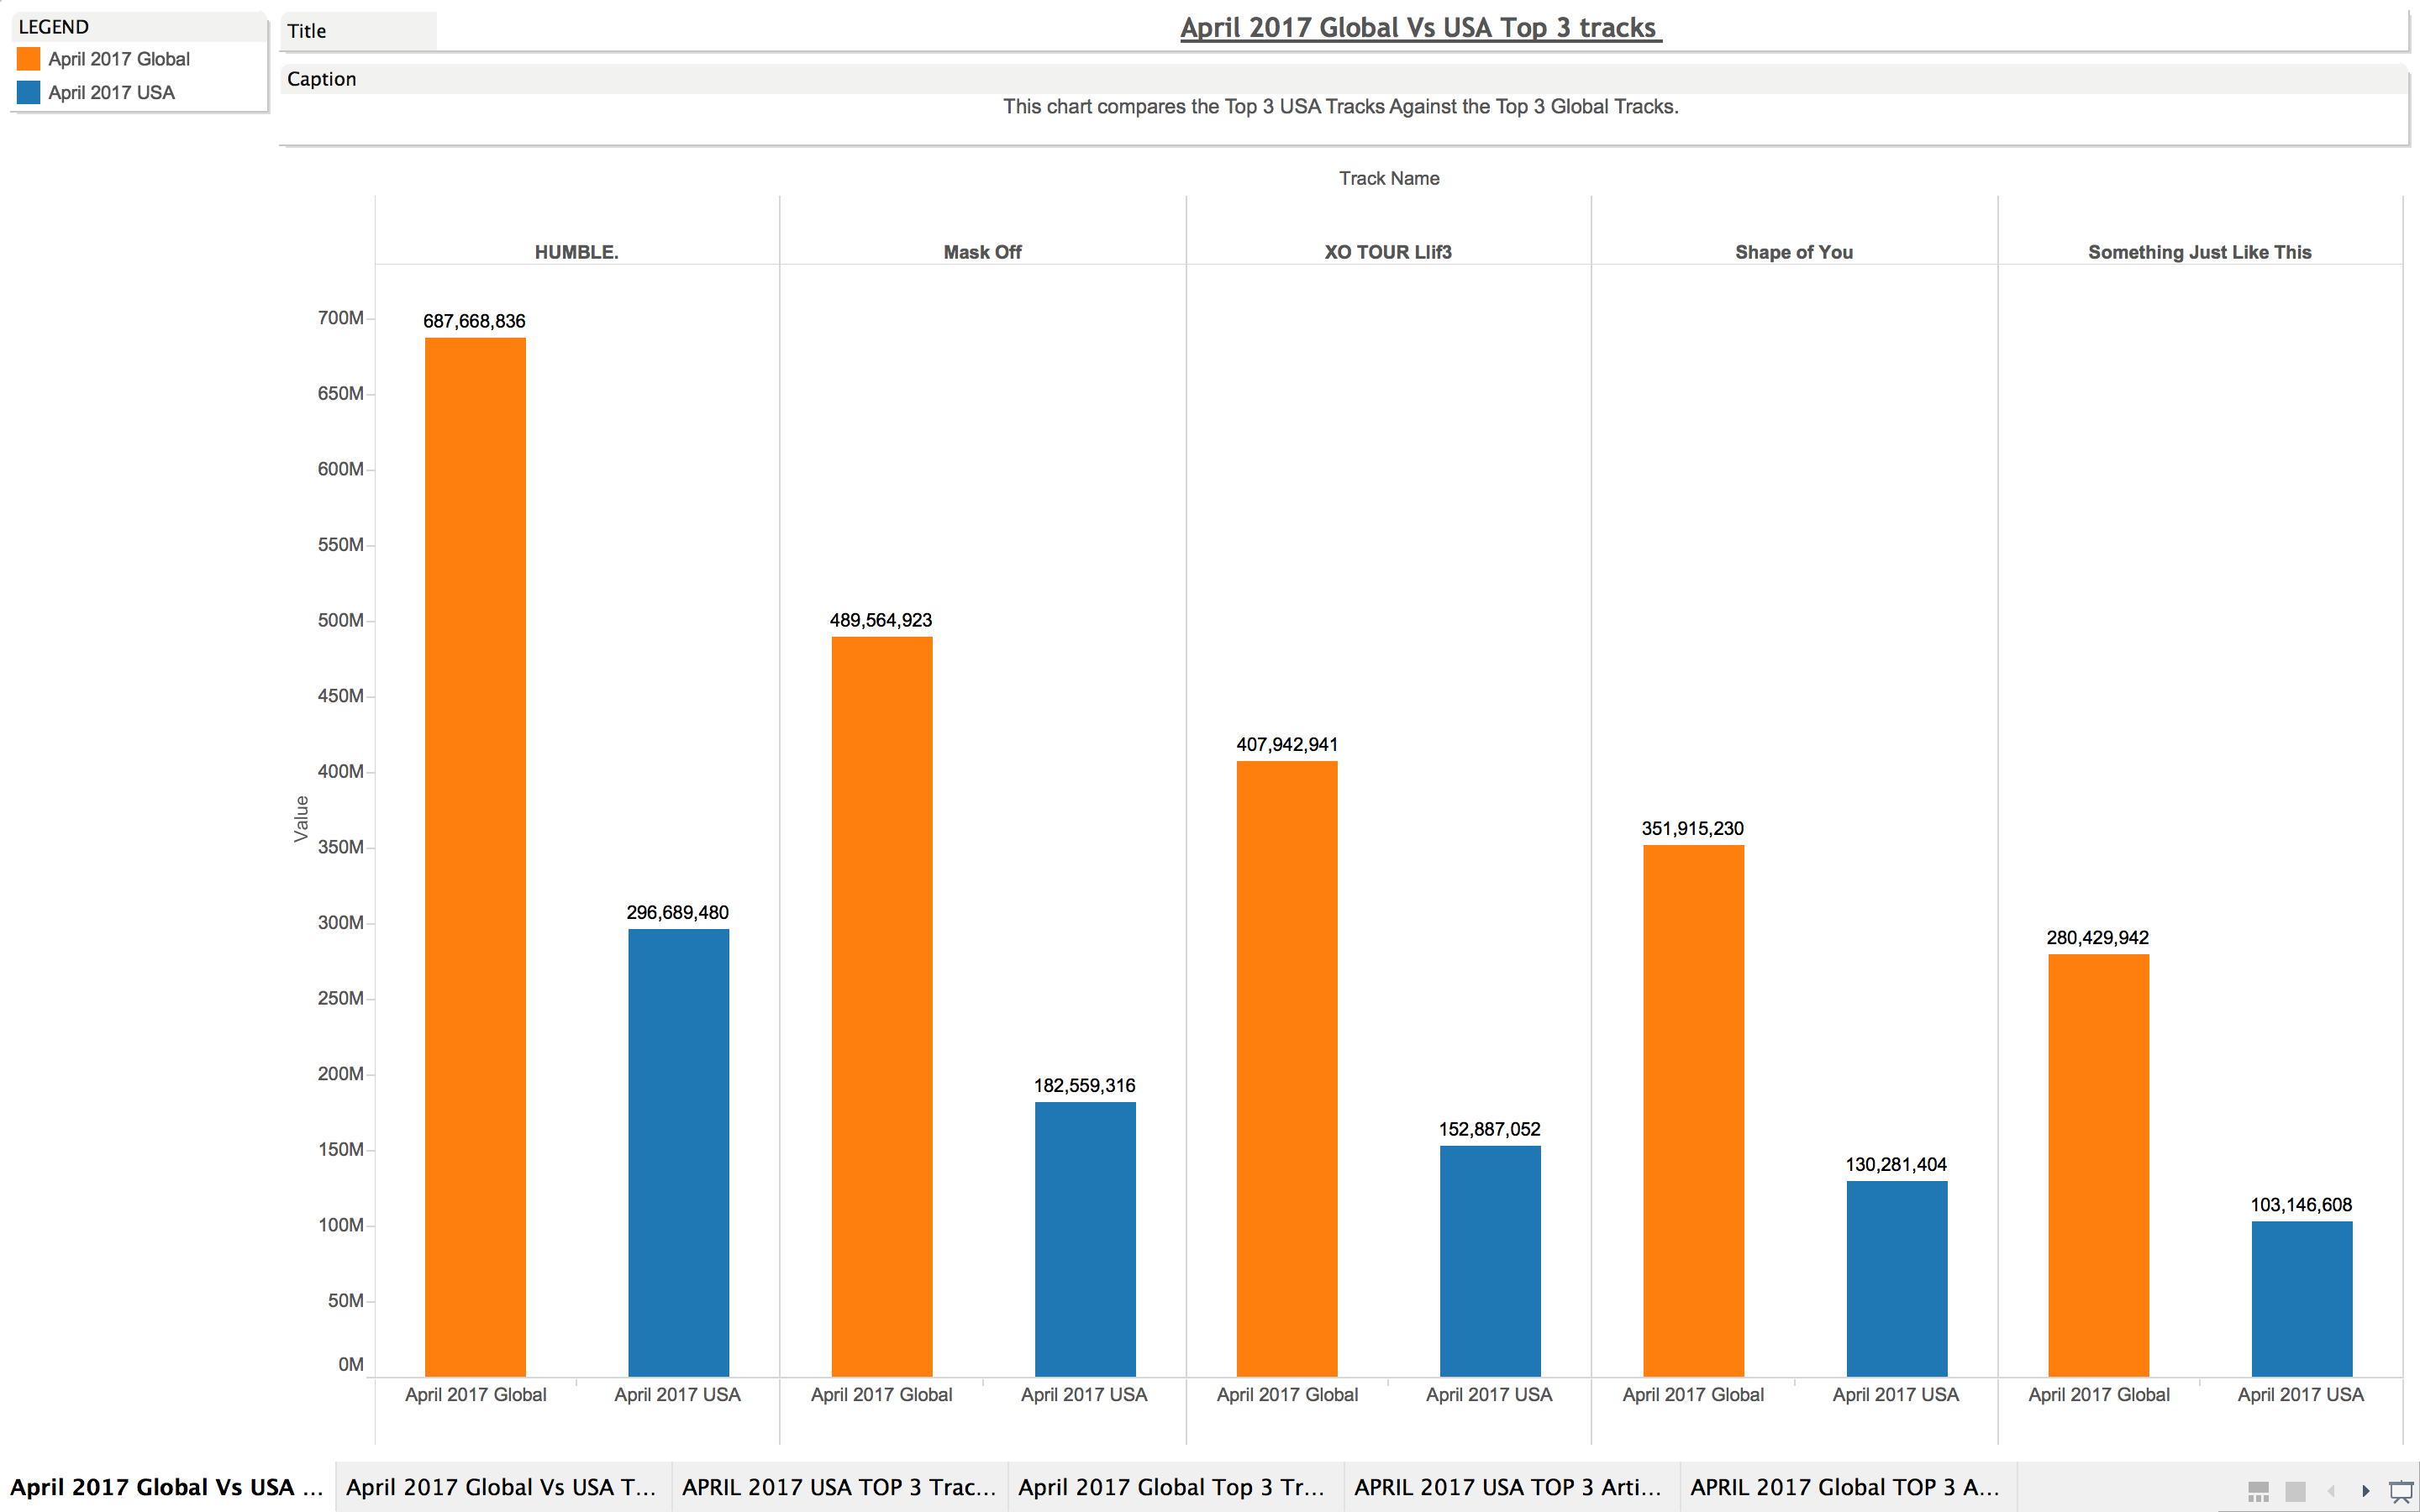 LEGEND
April 2017 Global
April 2017 USA
Title
April 2017 Global Vs USA Top 3 tracks
Caption
This chart compares the Top 3 USA Tracks Against the Top 3 Global Tracks.
Track Name
HUMBLE. Mask Off XO TOUR Llif3 Shape of You Something Just Like This
Value
700M
650M
600M
550M
500M
450M
400M
350M
300M
250M
200M
150M
100M
50M
0M
687,668,836
296,689,480
489,564,923
182,559,316
407,942,941
152,887,052
351,915,230
130,281,404
280,429,942
103,146,608
April 2017 Global April 2017 USA April 2017 Global April 2017 USA April 2017 Global April 2017 USA April 2017 Global April 2017 USA April 2017 Global April 2017 USA
April 2017 Global Vs USA ... April 2017 Global Vs USA T... APRIL 2017 USA TOP 3 Trac... April 2017 Global Top 3 Tr... APRIL 2017 USA TOP 3 Arti... APRIL 2017 Global TOP 3 A...